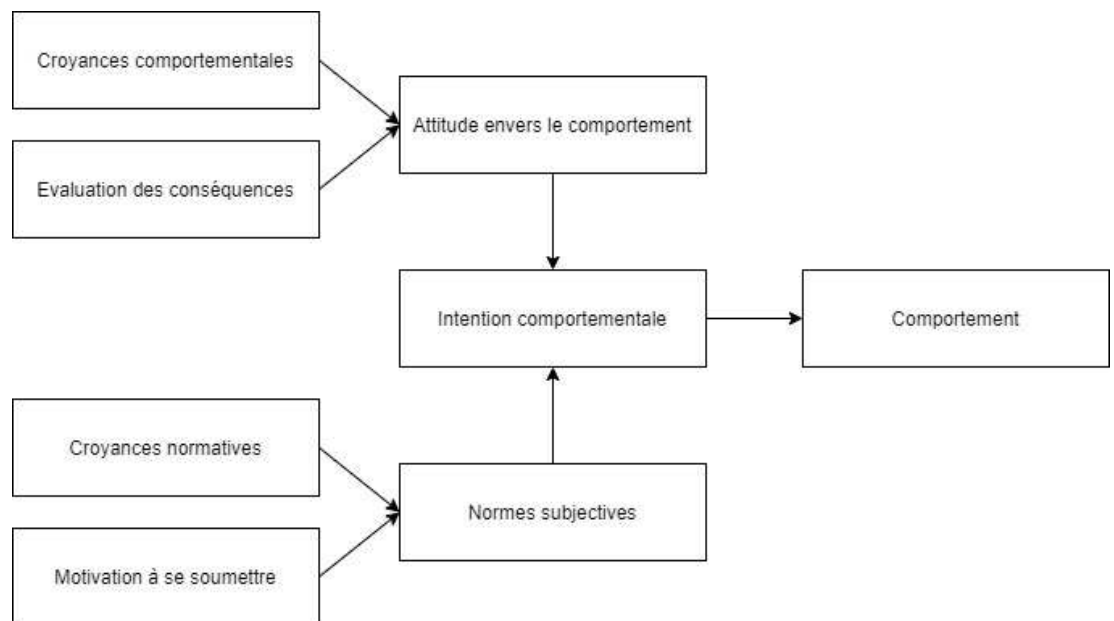 Croyances comportementales
Attitude envers le comportement
Evaluation des conséquences
Intention comportementale
Comportement
Croyances normatives
Normes subjectives
Motivation à se soumettre